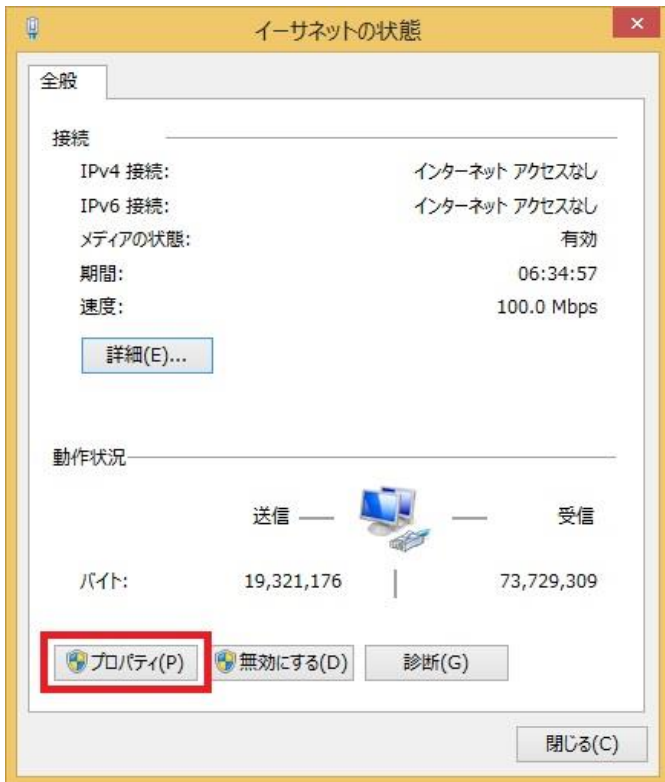 イーサネットの状態
全般
接続
IPv4 接続: インターネット アクセスなし
IPv6 接続: インターネット アクセスなし
メディアの状態: 有効
期間: 06:34:57
速度: 100.0 Mbps
詳細(E)...
動作状況
送信 受信
バイト: 19,321,176 73,729,309
プロパティ(P) 無効にする(D) 診断(G)
閉じる(C)